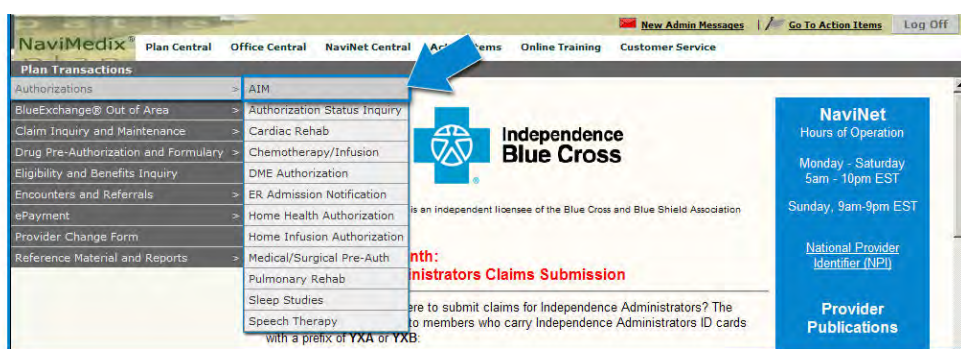 New Admin Messages | Go To Action Items Log Off
NaviMedix® Plan Central Office Central NaviNet Central Items Online Training Customer Service
Plan Transactions
Authorizations >
BlueExchange® Out of Area >
Claim Inquiry and Maintenance >
Drug Pre-Authorization and Formulary >
Eligibility and Benefits Inquiry
Encounters and Referrals >
ePayment >
Provider Change Form
Reference Material and Reports >
AIM
Authorization Status Inquiry
Cardiac Rehab
Chemotherapy/Infusion
DME Authorization
ER Admission Notification
Home Health Authorization
Home Infusion Authorization
Medical/Surgical Pre-Auth
Pulmonary Rehab
Sleep Studies
Speech Therapy
Independence
Blue Cross
is an independent licensee of the Blue Cross and Blue Shield Association
nth:
nistrators Claims Submission
ere to submit claims for Independence Administrators? The
to members who carry Independence Administrators ID cards
with a prefix of YXA or YXB:
NaviNet
Hours of Operation
Monday - Saturday
5am - 10pm EST
Sunday, 9am-9pm EST
National Provider
Identifier (NPI)
Provider
Publications